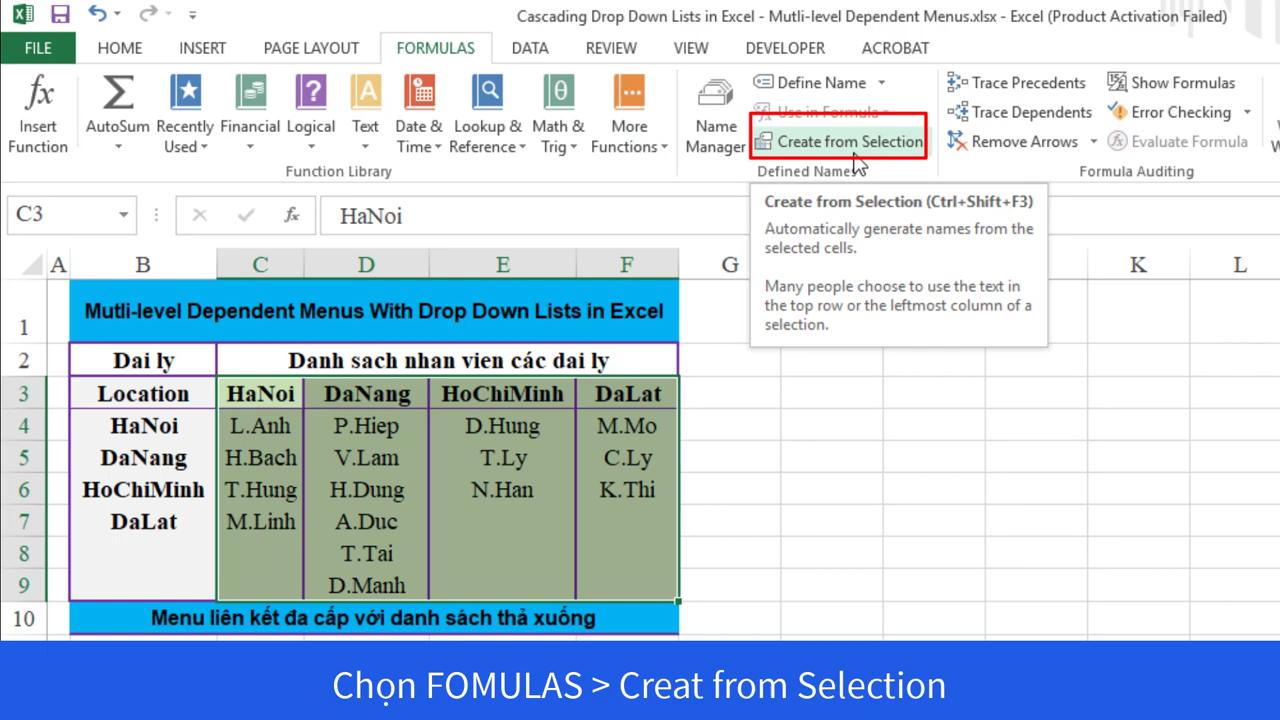 Cascading Drop Down Lists in Excel - Mutli-level Dependent Menus.xlsx - Excel (Product Activation Failed)
FILE HOME INSERT PAGE LAYOUT FORMULAS DATA REVIEW VIEW DEVELOPER ACROBAT
fx Insert Function
Σ AutoSum
Recently Used
Financial
? Logical
A Text
Date & Time
Lookup & Reference
θ Math & Trig
More Functions
Function Library
Name Manager
Define Name
Use in Formula
Create from Selection
Defined Names
Trace Precedents
Trace Dependents
Remove Arrows
Show Formulas
Error Checking
Evaluate Formula
Formula Auditing
C3 fx HaNoi
Create from Selection (Ctrl+Shift+F3)
Automatically generate names from the
selected cells.
Many people choose to use the text in
the top row or the leftmost column of a
selection.
A B C D E F G K L
1 Mutli-level Dependent Menus With Drop Down Lists in Excel
2 Dai ly Danh sach nhan vien các dai ly
3 Location HaNoi DaNang HoChiMinh DaLat
4 HaNoi L.Anh P.Hiep D.Hung M.Mo
5 DaNang H.Bach V.Lam T.Ly C.Ly
6 HoChiMinh T.Hung H.Dung N.Han K.Thi
7 DaLat M.Linh A.Duc
8 T.Tai
9 D.Manh
10 Menu liên kết đa cấp với danh sách thả xuống
Chọn FOMULAS > Creat from Selection